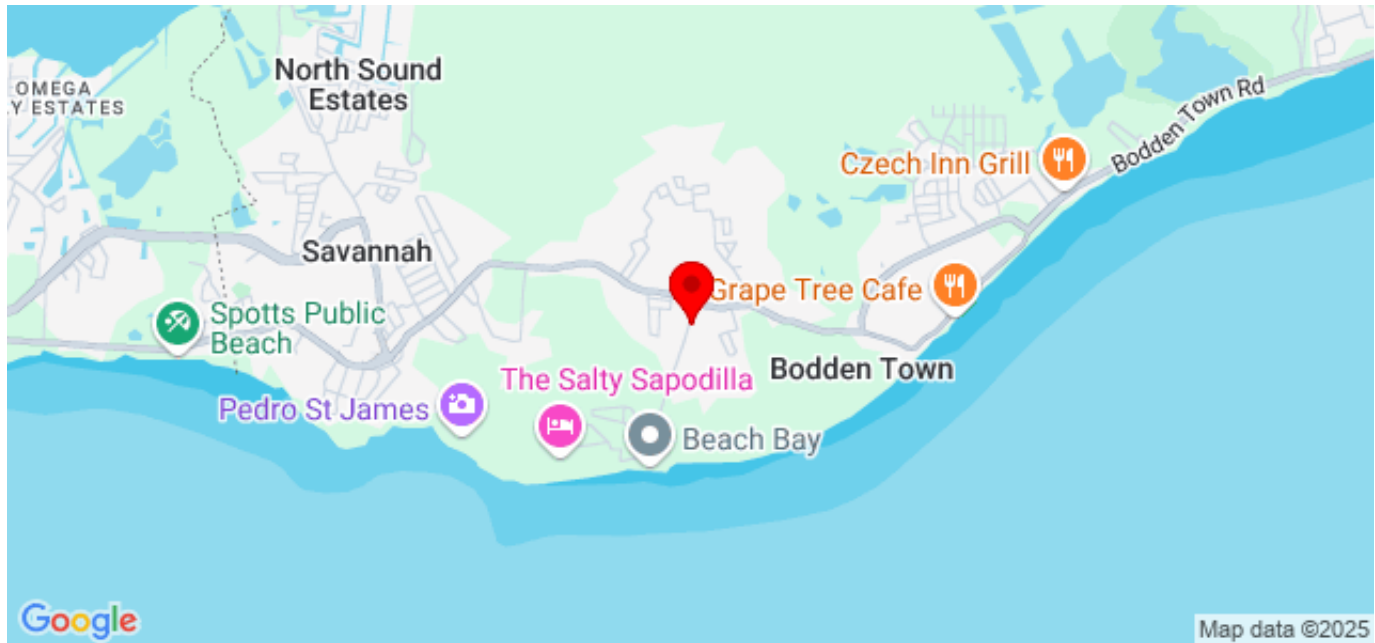 North Sound
Estates
OMEGA
Y ESTATES
Czech Inn Grill
Bodden Town Rd
Savannah
Grape Tree Cafe
Spotts Public
Beach
Bodden Town
The Salty Sapodilla
Pedro St James
Beach Bay
Google
Map data ©2025